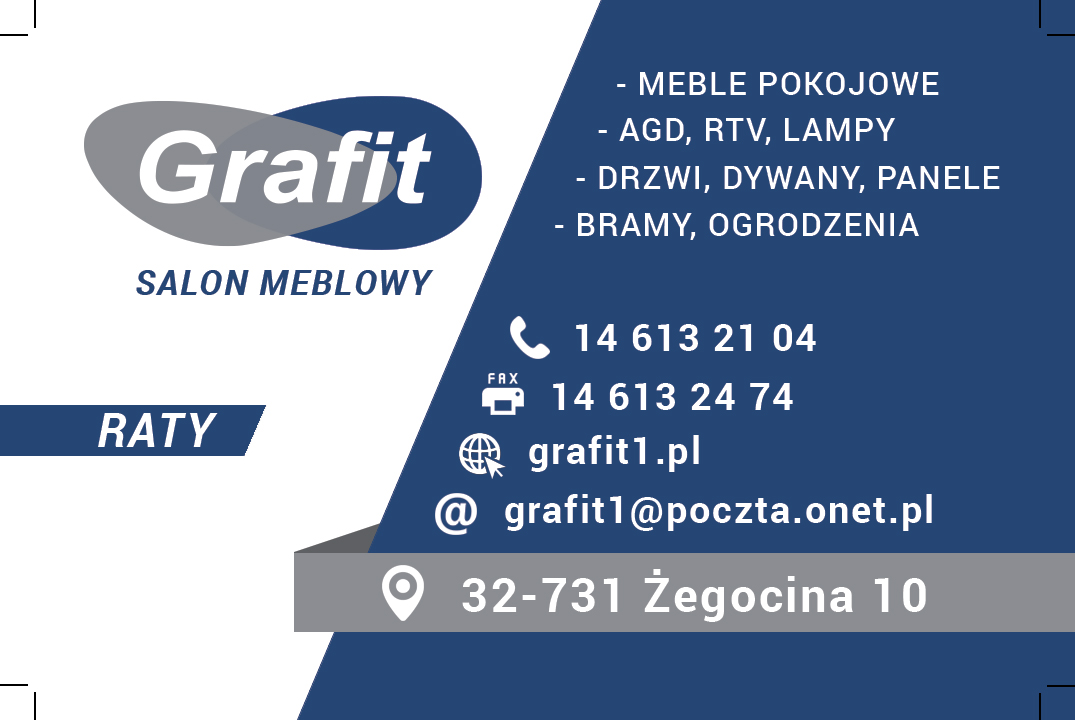 Grafit
SALON MEBLOWY
RATY
- MEBLE POKOJOWE
- AGD, RTV, LAMPY
- DRZWI, DYWANY, PANELE
- BRAMY, OGRODZENIA
14 613 21 04
FAX
14 613 24 74
grafit1.pl
@ grafit1@poczta.onet.pl
32-731 Żegocina 10